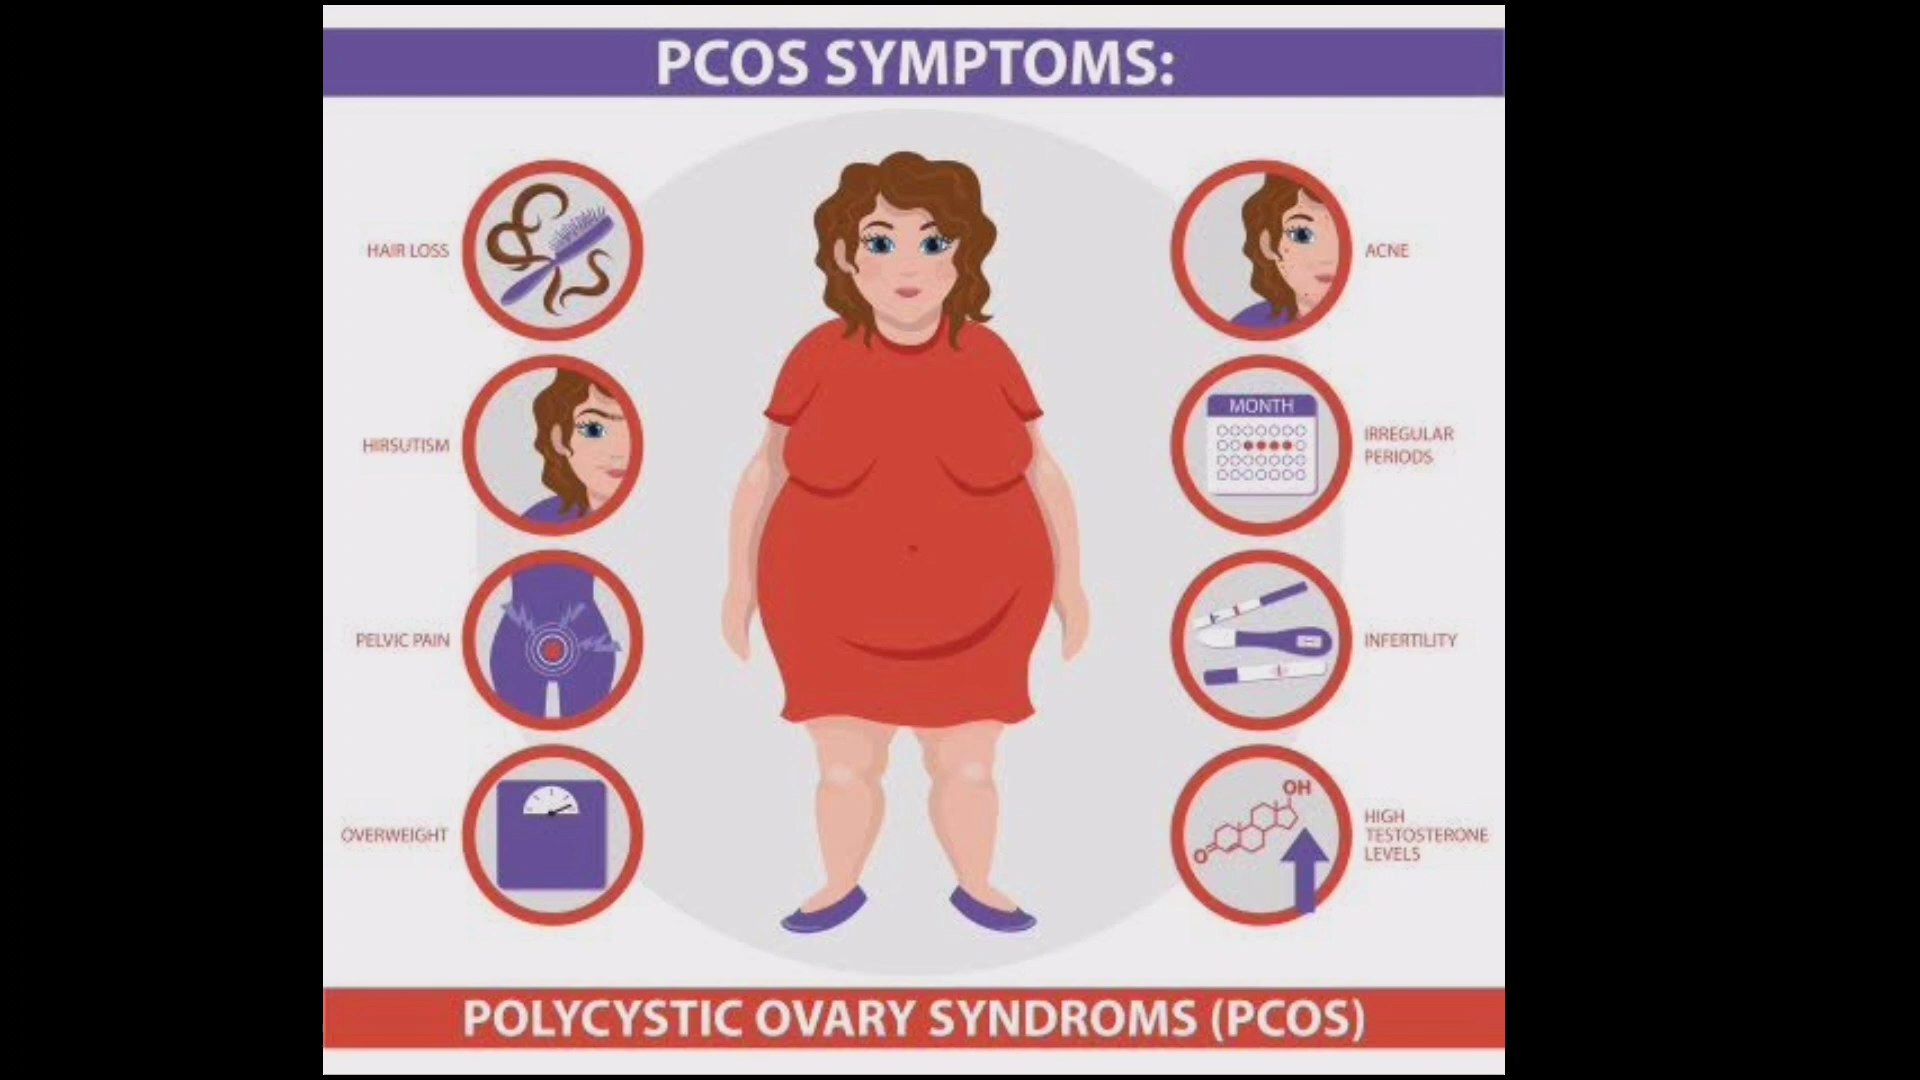 PCOS SYMPTOMS:
HAIR LOSS
HIRSUTISM
PELVIC PAIN
OVERWEIGHT
ACNE
MONTH
IRREGULAR
PERIODS
INFERTILITY
OH
O
HIGH
TESTOSTERONE
LEVELS
POLYCYSTIC OVARY SYNDROMS (PCOS)